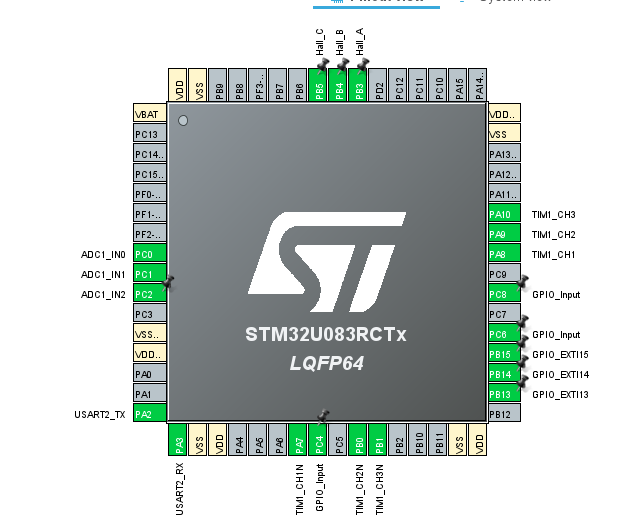 Hall_C
Hall_B
Hall_A
VDD
VSS
PB9
PB8
PF3-..
PB7
PB6
PB5
PB4
PB3
PD2
PC12
PC11
PC10
PA15
PA14..
VBAT
PC13
PC14..
PC15..
PF0-..
PF1-..
PF2-..
ADC1_IN0 PC0
ADC1_IN1 PC1
ADC1_IN2 PC2
PC3
VSS..
VDD..
PA0
PA1
USART2_TX PA2
STM32U083RCTx
LQFP64
VDD..
VSS
PA13..
PA12..
PA11..
PA10 TIM1_CH3
PA9 TIM1_CH2
PA8 TIM1_CH1
PC9
PC8 GPIO_Input
PC7
PC6 GPIO_Input
PB15 GPIO_EXTI15
PB14 GPIO_EXTI14
PB13 GPIO_EXTI13
PB12
PA3
VSS
VDD
PA4
PA5
PA6
PA7
PC4
PC5
PB0
PB1
PB2
PB10
PB11
VSS
VDD
USART2_RX
TIM1_CH1N
GPIO_Input
TIM1_CH2N
TIM1_CH3N